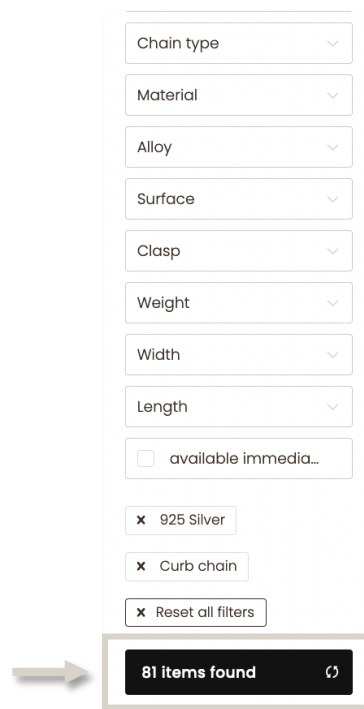 Chain type
Material
Alloy
Surface
Clasp
Weight
Width
Length
available immedia...
× 925 Silver
× Curb chain
× Reset all filters
81 items found